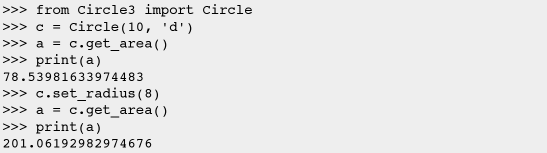 >>> from Circle3 import Circle
>>> c = Circle(10, 'd')
>>> a = c.get_area()
>>> print(a)
78.53981633974483
>>> c.set_radius(8)
>>> a = c.get_area()
>>> print(a)
201.06192982974676